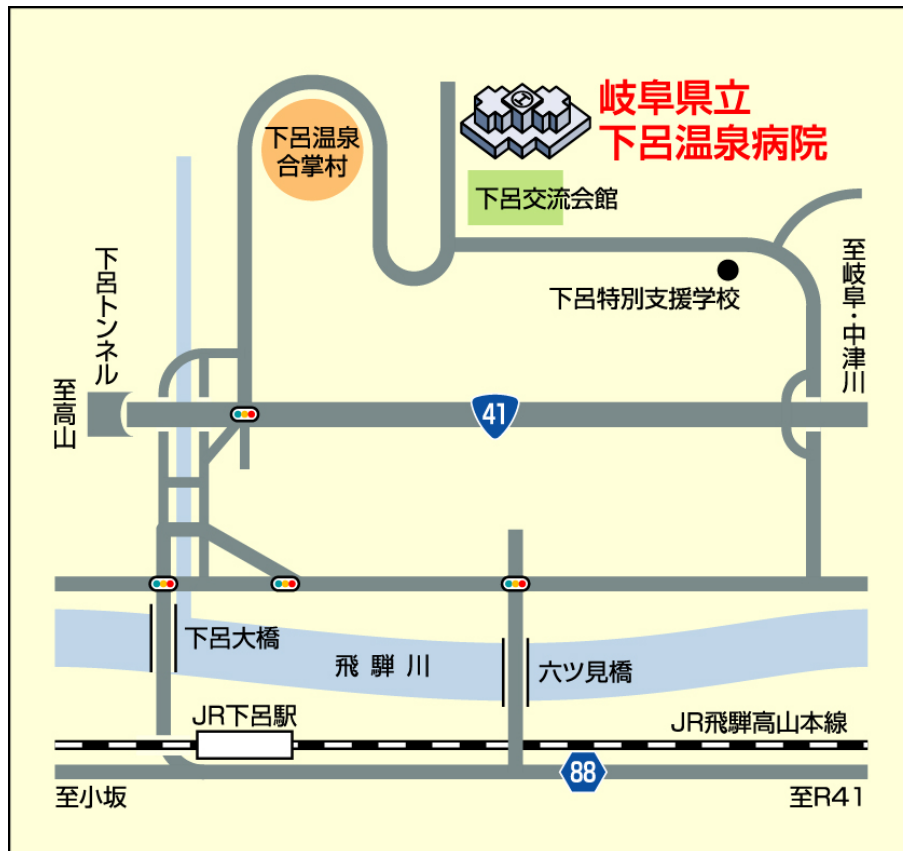 岐阜県立
下呂温泉病院
下呂温泉
合掌村
下呂交流会館
下呂特別支援学校
至岐阜・中津川
下呂トンネル
至高山
41
下呂大橋
飛騨川
六ツ見橋
JR下呂駅
JR飛騨高山本線
88
至小坂
至R41